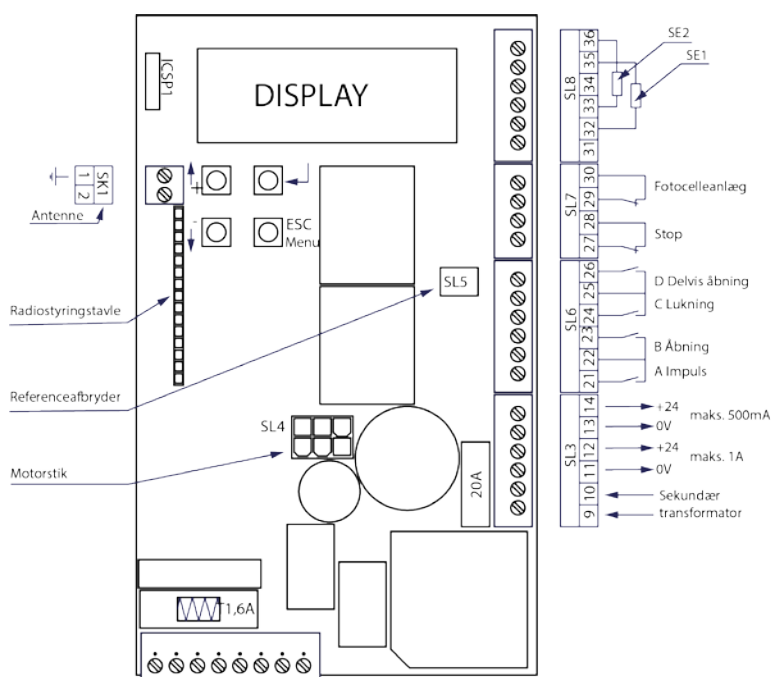 ICSP1
DISPLAY
SK1
1
2
Antenne
+
-
ESC
Menu
Radiostyringstavle
Referenceafbryder
SL5
SL4
Motorstik
20A
T1,6A
SL8
36
35
34
33
32
31
SE2
SE1
SL7
30
29
28
27
Fotocelleanlæg
Stop
SL6
26
25
24
23
22
21
D Delvis åbning
C Lukning
B Åbning
A Impuls
SL3
14
13
12
11
10
9
+24
maks. 500mA
0V
+24
maks. 1A
0V
Sekundær
transformator